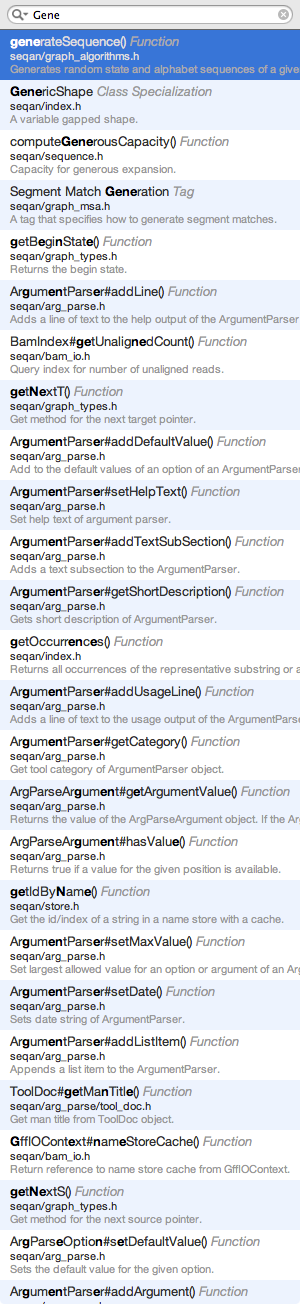 Gene
generateSequence() Function
seqan/graph_algorithms.h
Generates random state and alphabet sequences of a given
GenericShape Class Specialization
seqan/index.h
A variable gapped shape.
computeGenerousCapacity() Function
seqan/sequence.h
Capacity for generous expansion.
Segment Match Generation Tag
seqan/graph_msa.h
A tag that specifies how to generate segment matches.
getBeginState() Function
seqan/graph_types.h
Returns the begin state.
ArgumentParser#addLine() Function
seqan/arg_parse.h
Adds a line of text to the help output of the ArgumentParser
BamIndex#getUnalignedCount() Function
seqan/bam_io.h
Query index for number of unaligned reads.
getNextT() Function
seqan/graph_types.h
Get method for the next target pointer.
ArgumentParser#addDefaultValue() Function
seqan/arg_parse.h
Add to the default values of an option of an ArgumentParser
ArgumentParser#setHelpText() Function
seqan/arg_parse.h
Set help text of argument parser.
ArgumentParser#addTextSubSection() Function
seqan/arg_parse.h
Adds a text subsection to the ArgumentParser.
ArgumentParser#getShortDescription() Function
seqan/arg_parse.h
Gets short description of ArgumentParser.
getOccurrences() Function
seqan/index.h
Returns all occurrences of the representative substring or a
ArgumentParser#addUsageLine() Function
seqan/arg_parse.h
Adds a line of text to the usage output of the ArgumentPars
ArgumentParser#getCategory() Function
seqan/arg_parse.h
Get tool category of ArgumentParser object.
ArgParseArgument#getArgumentValue() Function
seqan/arg_parse.h
Returns the value of the ArgParseArgument object. If the Arg
ArgParseArgument#hasValue() Function
seqan/arg_parse.h
Returns true if a value for the given position is available.
getIdByName() Function
seqan/store.h
Get the id/index of a string in a name store with a cache.
ArgumentParser#setMaxValue() Function
seqan/arg_parse.h
Set largest allowed value for an option or argument of an Arg
ArgumentParser#setDate() Function
seqan/arg_parse.h
Sets date string of ArgumentParser.
ArgumentParser#addListItem() Function
seqan/arg_parse.h
Appends a list item to the ArgumentParser.
ToolDoc#getManTitle() Function
seqan/arg_parse/tool_doc.h
Get man title from ToolDoc object.
GffIOContext#nameStoreCache() Function
seqan/bam_io.h
Return reference to name store cache from GffIOContext.
getNextS() Function
seqan/graph_types.h
Get method for the next source pointer.
ArgParseOption#setDefaultValue() Function
seqan/arg_parse.h
Sets the default value for the given option.
ArgumentParser#addArgument() Function
seqan/arg_parse.h